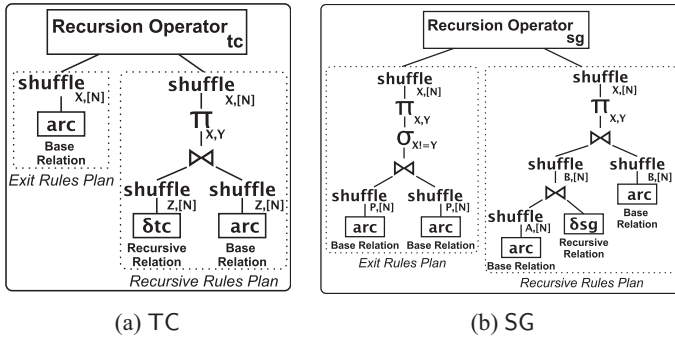 Recursion Operator tc
shuffle X,[N]
arc
Base Relation
Exit Rules Plan
shuffle X,[N]
Π X,Y
⋈
shuffle Z,[N]
shuffle Z,[N]
δtc
arc
Recursive Relation
Base Relation
Recursive Rules Plan
(a) TC
Recursion Operator sg
shuffle X,[N]
Π X,Y
σ X!=Y
⋈
shuffle P,[N]
shuffle P,[N]
arc
arc
Base Relation
Base Relation
Exit Rules Plan
shuffle X,[N]
Π X,Y
⋈
shuffle B,[N]
shuffle B,[N]
⋈
arc
Base Relation
shuffle A,[N]
δsg
arc
Recursive Relation
Base Relation
Recursive Rules Plan
(b) SG